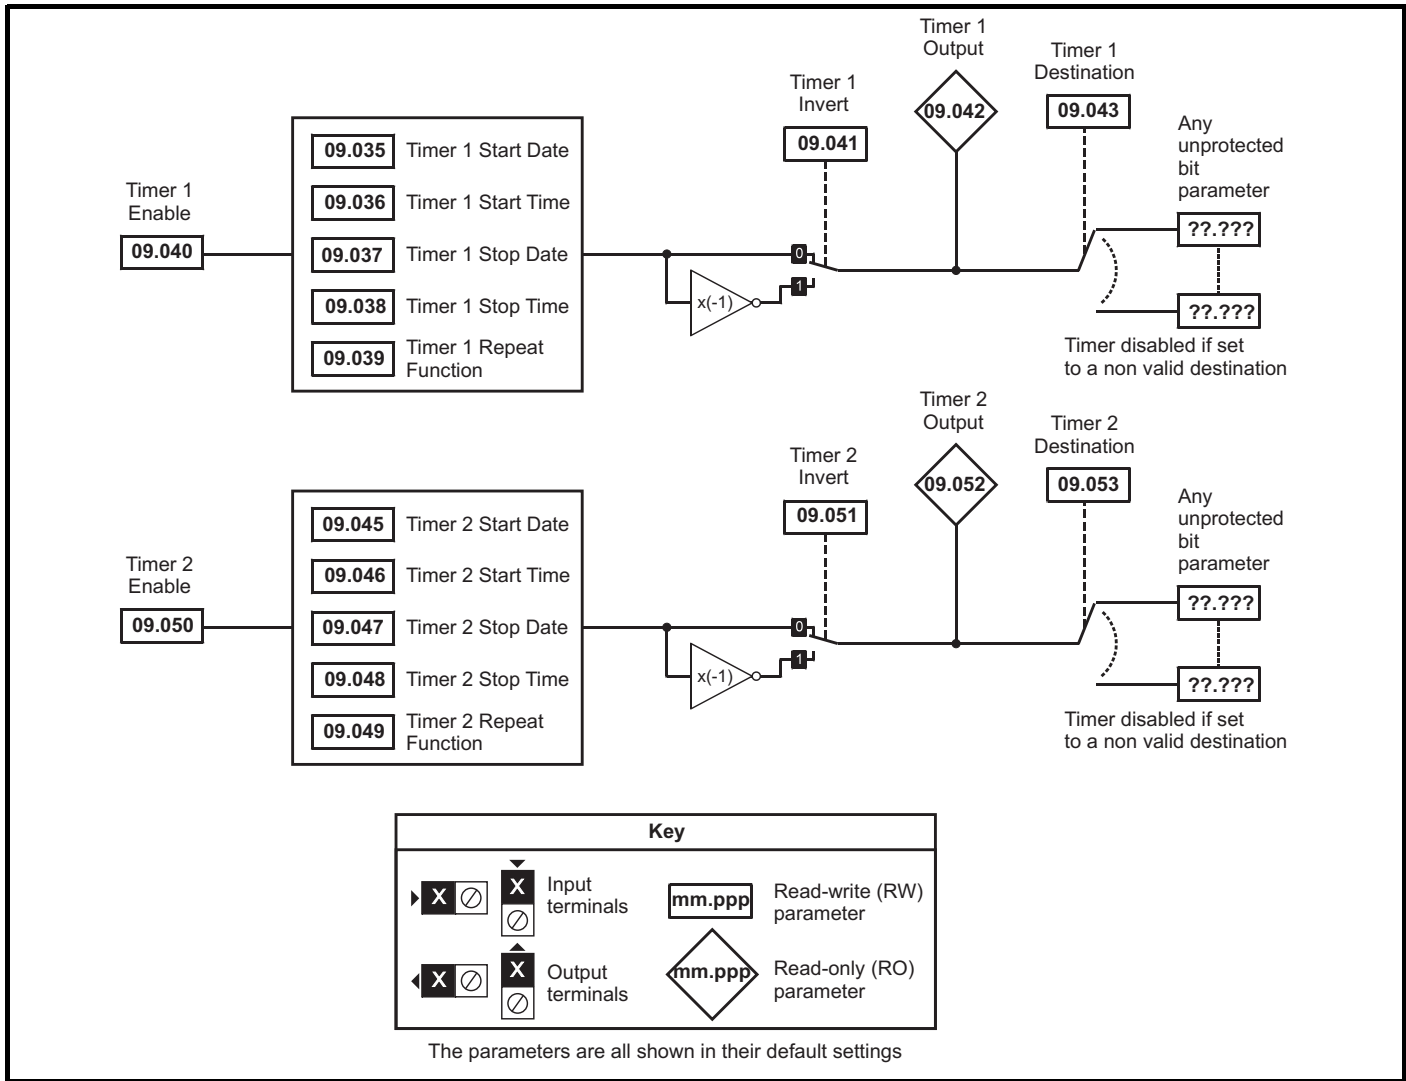 Timer 1
Output
Timer 1
Destination
Timer 1
Invert
09.042
09.043
Any
unprotected
bit
parameter
09.041
09.035 Timer 1 Start Date
Timer 1
Enable
09.036 Timer 1 Start Time
??.???
09.040
09.037 Timer 1 Stop Date
0
1
x(-1)
09.038 Timer 1 Stop Time
??.???
09.039 Timer 1 Repeat
Function
Timer disabled if set
to a non valid destination
Timer 2
Output
Timer 2
Destination
Timer 2
Invert
09.052
09.053
Any
unprotected
bit
parameter
09.051
09.045 Timer 2 Start Date
Timer 2
Enable
09.046 Timer 2 Start Time
??.???
09.050
09.047 Timer 2 Stop Date
0
1
x(-1)
09.048 Timer 2 Stop Time
??.???
09.049 Timer 2 Repeat
Function
Timer disabled if set
to a non valid destination
Key
X
X
Input
terminals
mm.ppp
Read-write (RW)
parameter
X
X
Output
terminals
mm.ppp
Read-only (RO)
parameter
The parameters are all shown in their default settings